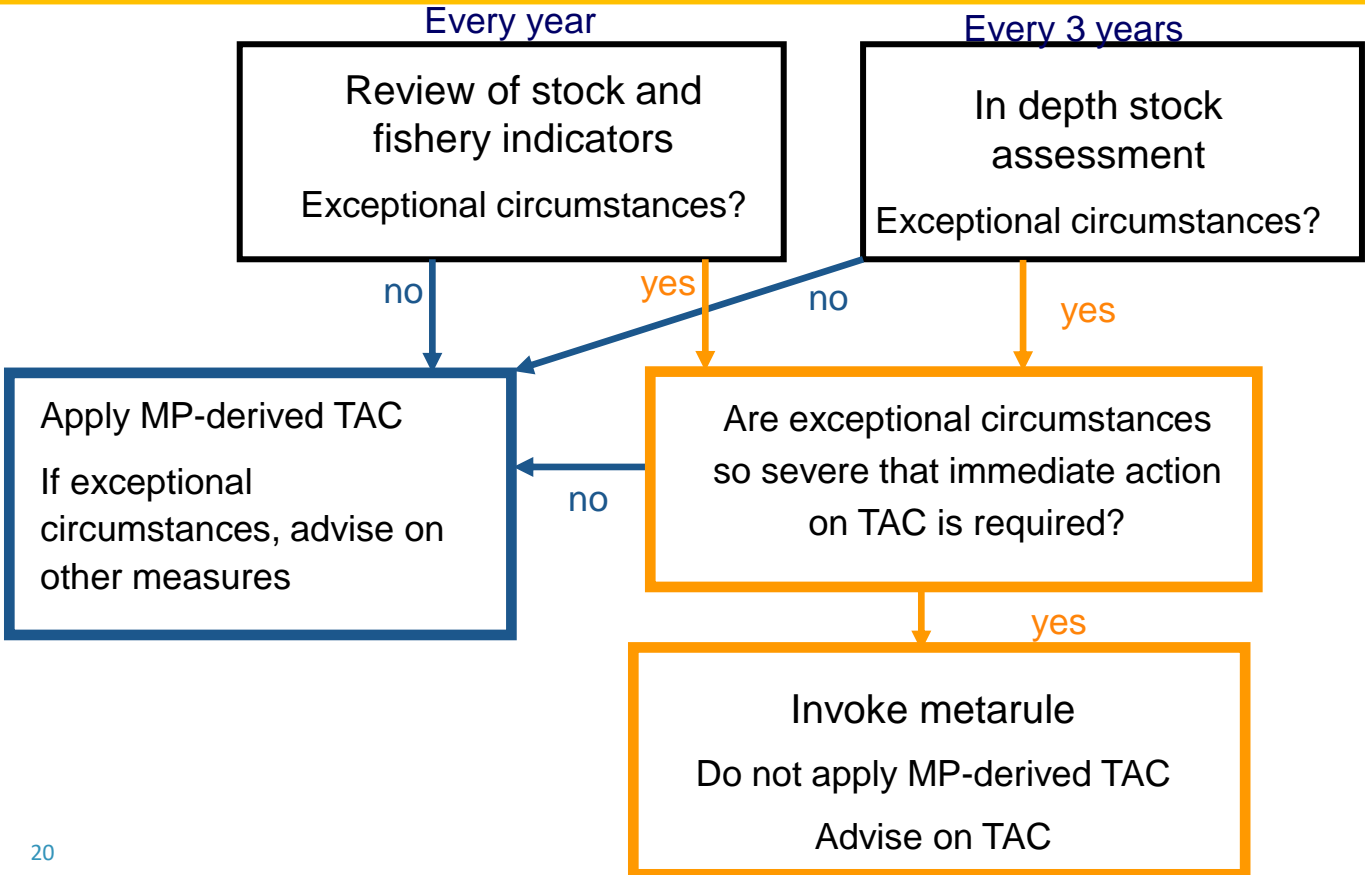 Every year
Every 3 years
Review of stock and
fishery indicators
Exceptional circumstances?
In depth stock
assessment
Exceptional circumstances?
no
yes
no
yes
Apply MP-derived TAC
If exceptional
circumstances, advise on
other measures
no
Are exceptional circumstances
so severe that immediate action
on TAC is required?
yes
Invoke metarule
Do not apply MP-derived TAC
Advise on TAC
20